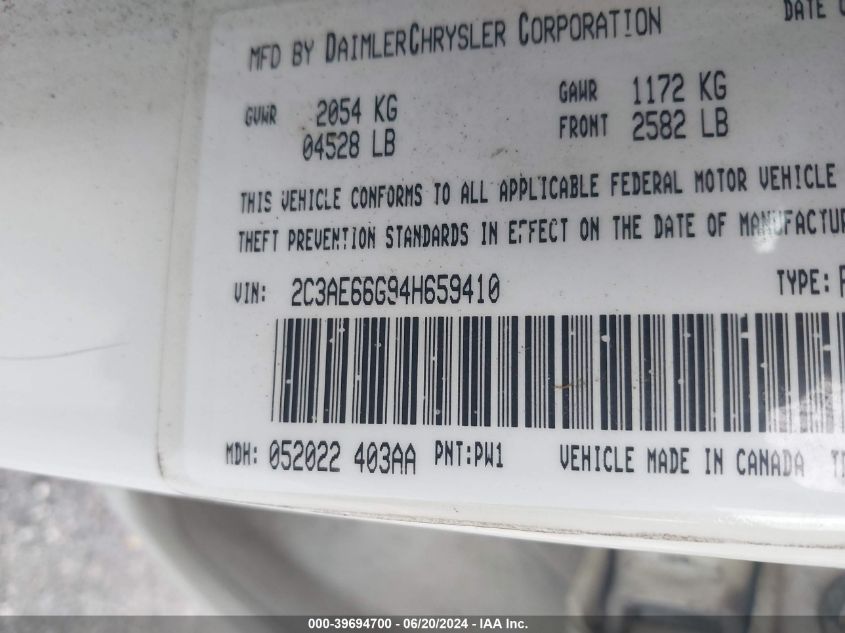 MFD BY DAIMLERCHRYSLER CORPORATION DATE
GVWR 2054 KG GAWR 1172 KG
04528 LB FRONT 2582 LB
THIS VEHICLE CONFORMS TO ALL APPLICABLE FEDERAL MOTOR VEHICLE
THEFT PREVENTION STANDARDS IN EFFECT ON THE DATE OF MANUFACTUR
VIN: 2C3AE66G94H659410 TYPE:
MDH: 052022 403AA PNT:PW1 VEHICLE MADE IN CANADA
000-39694700 - 06/20/2024 - IAA Inc.